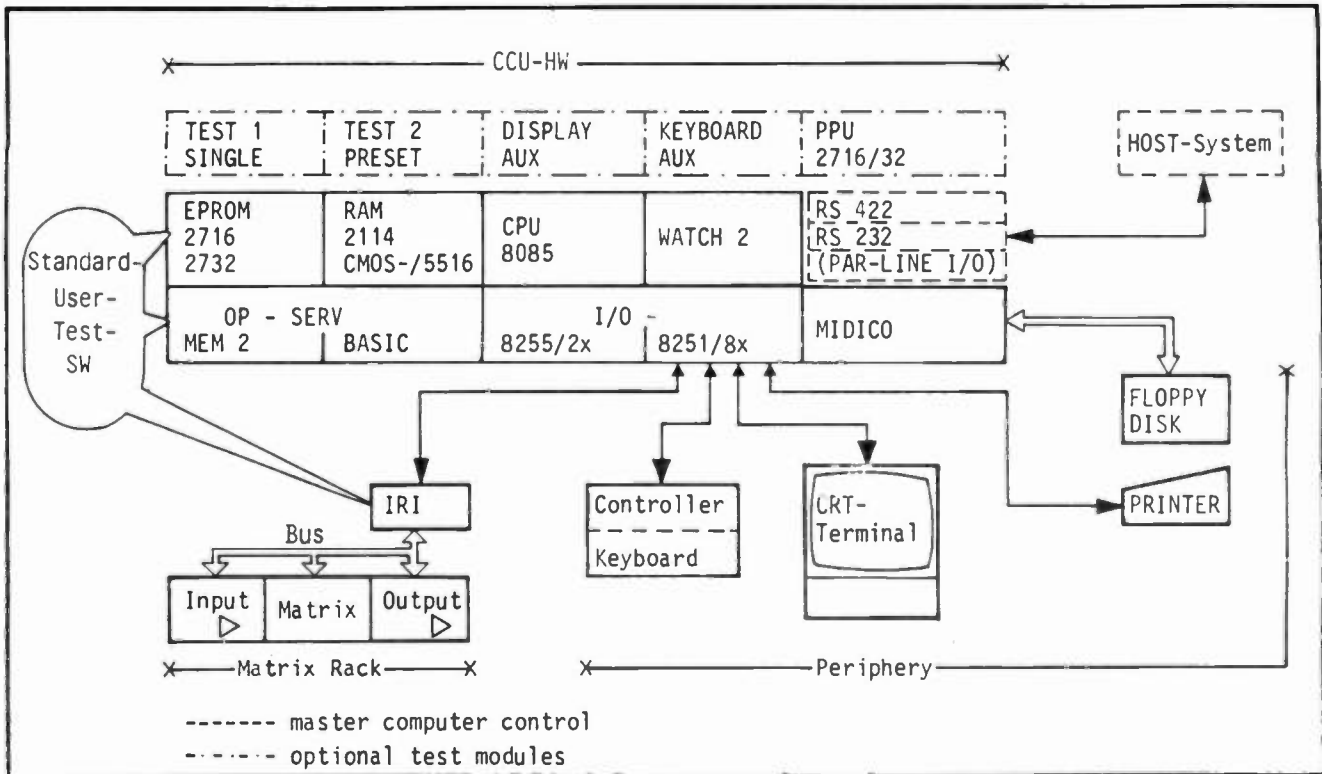 CCU-HW
TEST 1
SINGLE
TEST 2
PRESET
DISPLAY
AUX
KEYBOARD
AUX
PPU
2716/32
HOST-System
EPROM
2716
2732
RAM
2114
CMOS-/5516
CPU
8085
WATCH 2
RS 422
RS 232
(PAR-LINE I/O)
Standard-
User-
Test-
SW
OP - SERV
MEM 2
BASIC
I/O -
8255/2x
8251/8x
MIDICO
FLOPPY
DISK
IRI
Controller
Keyboard
CRT-
Terminal
PRINTER
Bus
Input
Matrix
Output
Matrix Rack
Periphery
master computer control
optional test modules